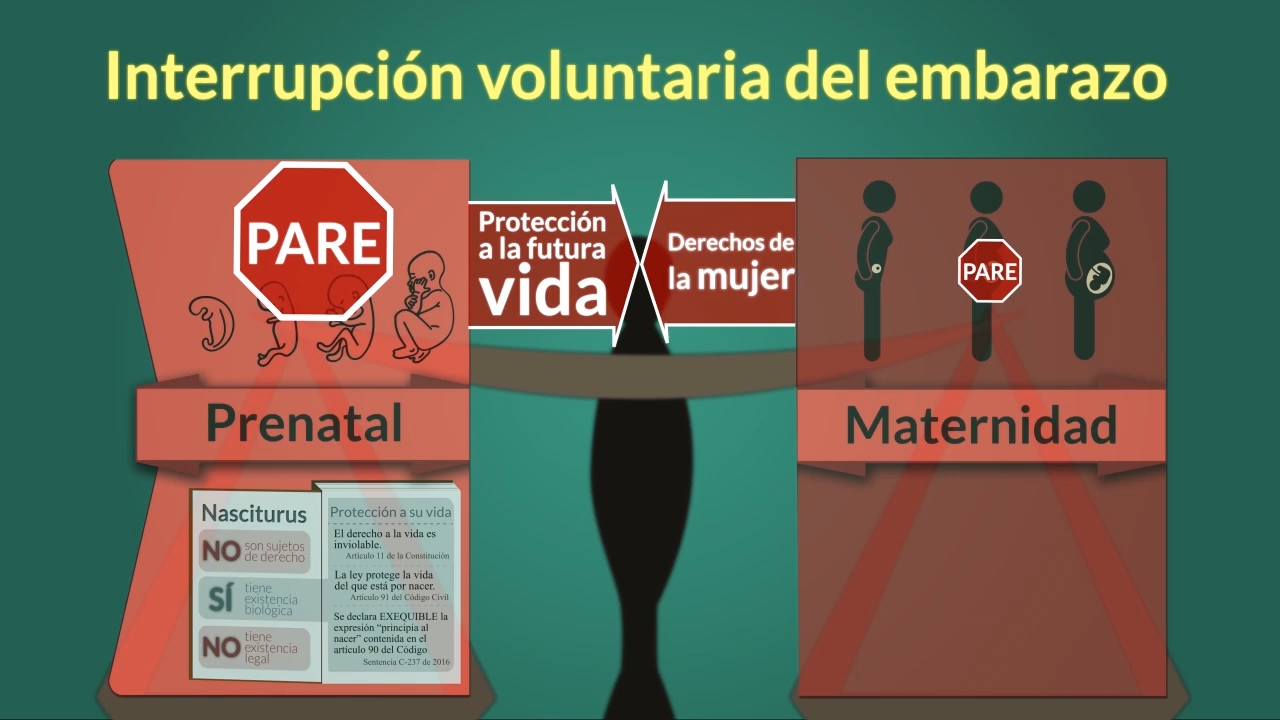 Interrupción voluntaria del embarazo
PARE
Prenatal
Nasciturus
NO son sujetos
de derecho
SÍ tiene
existencia
biológica
NO tiene
existencia
legal
Protección a su vida
El derecho a la vida es
inviolable.
Artículo 11 de la Constitución
La ley protege la vida
del que está por nacer.
Artículo 91 del Código Civil
Se declara EXEQUIBLE la
expresión “principia al
nacer” contenida en el
artículo 90 del Código
Sentencia C-237 de 2016
Protección
a la futura
vida
Derechos de
la mujer
PARE
Maternidad